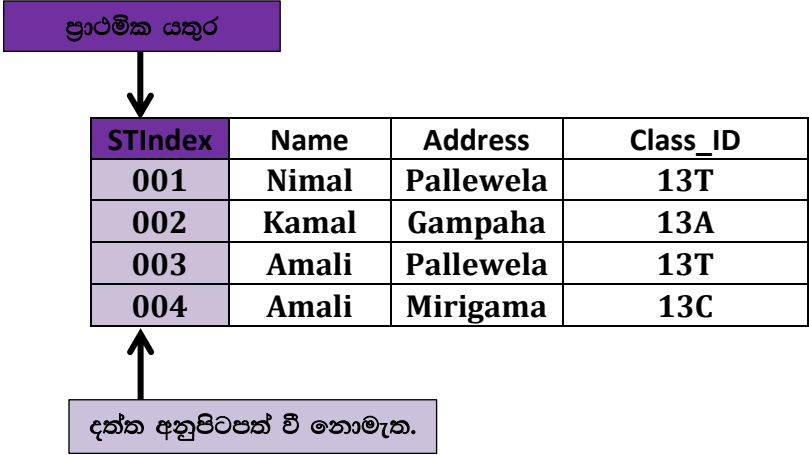 ප්‍රාථමික යතුර
STIndex Name Address Class_ID
001 Nimal Pallewela 13T
002 Kamal Gampaha 13A
003 Amali Pallewela 13T
004 Amali Mirigama 13C
දත්ත අනුපිටපත් වී නොමැත.